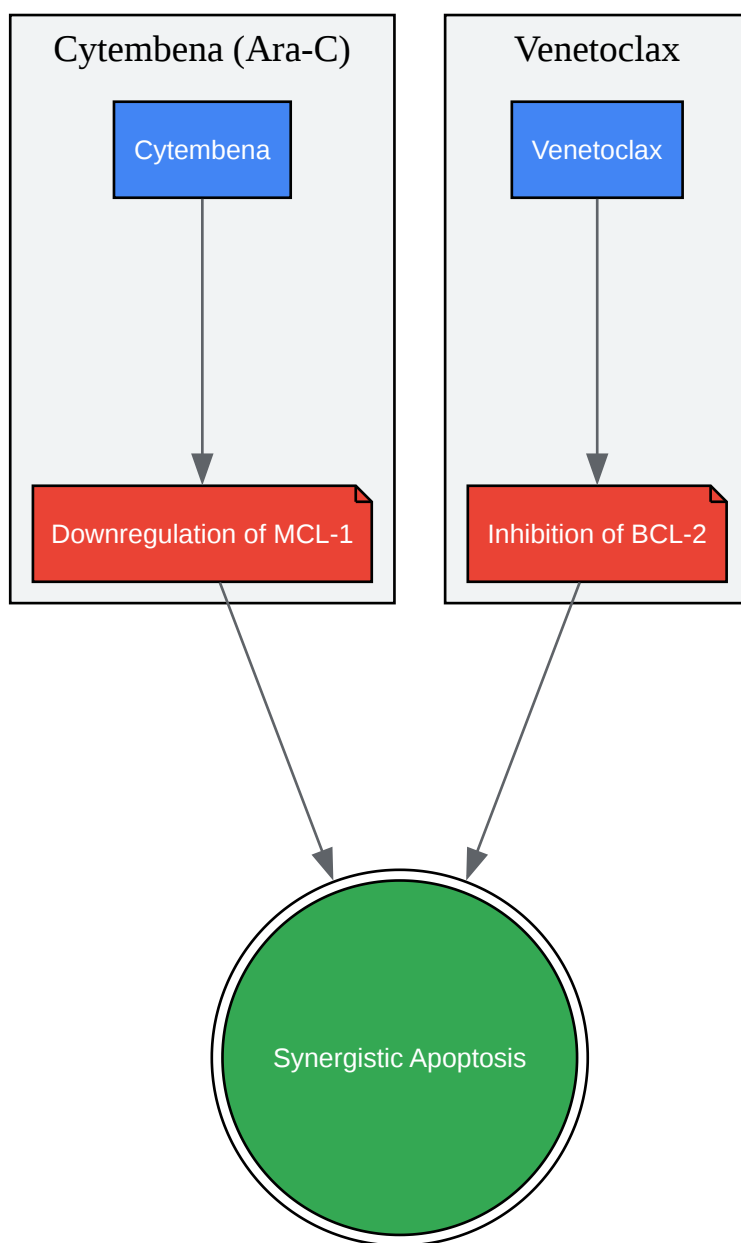 Cytembena (Ara-C)
Venetoclax
Cytembena
Venetoclax
Downregulation of MCL-1
Inhibition of BCL-2
Synergistic Apoptosis